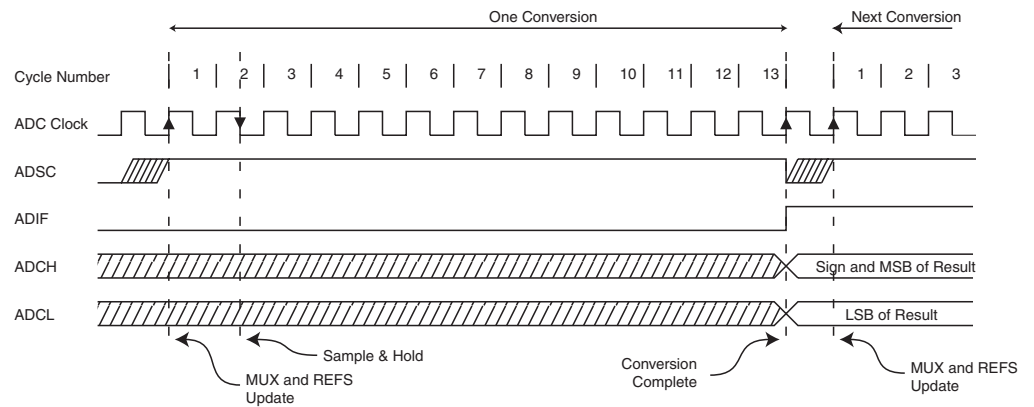 One Conversion
Next Conversion
Cycle Number
1 2 3 4 5 6 7 8 9 10 11 12 13 1 2 3
ADC Clock
ADSC
ADIF
ADCH
Sign and MSB of Result
ADCL
LSB of Result
Sample & Hold
MUX and REFS
Update
Conversion
Complete
MUX and REFS
Update